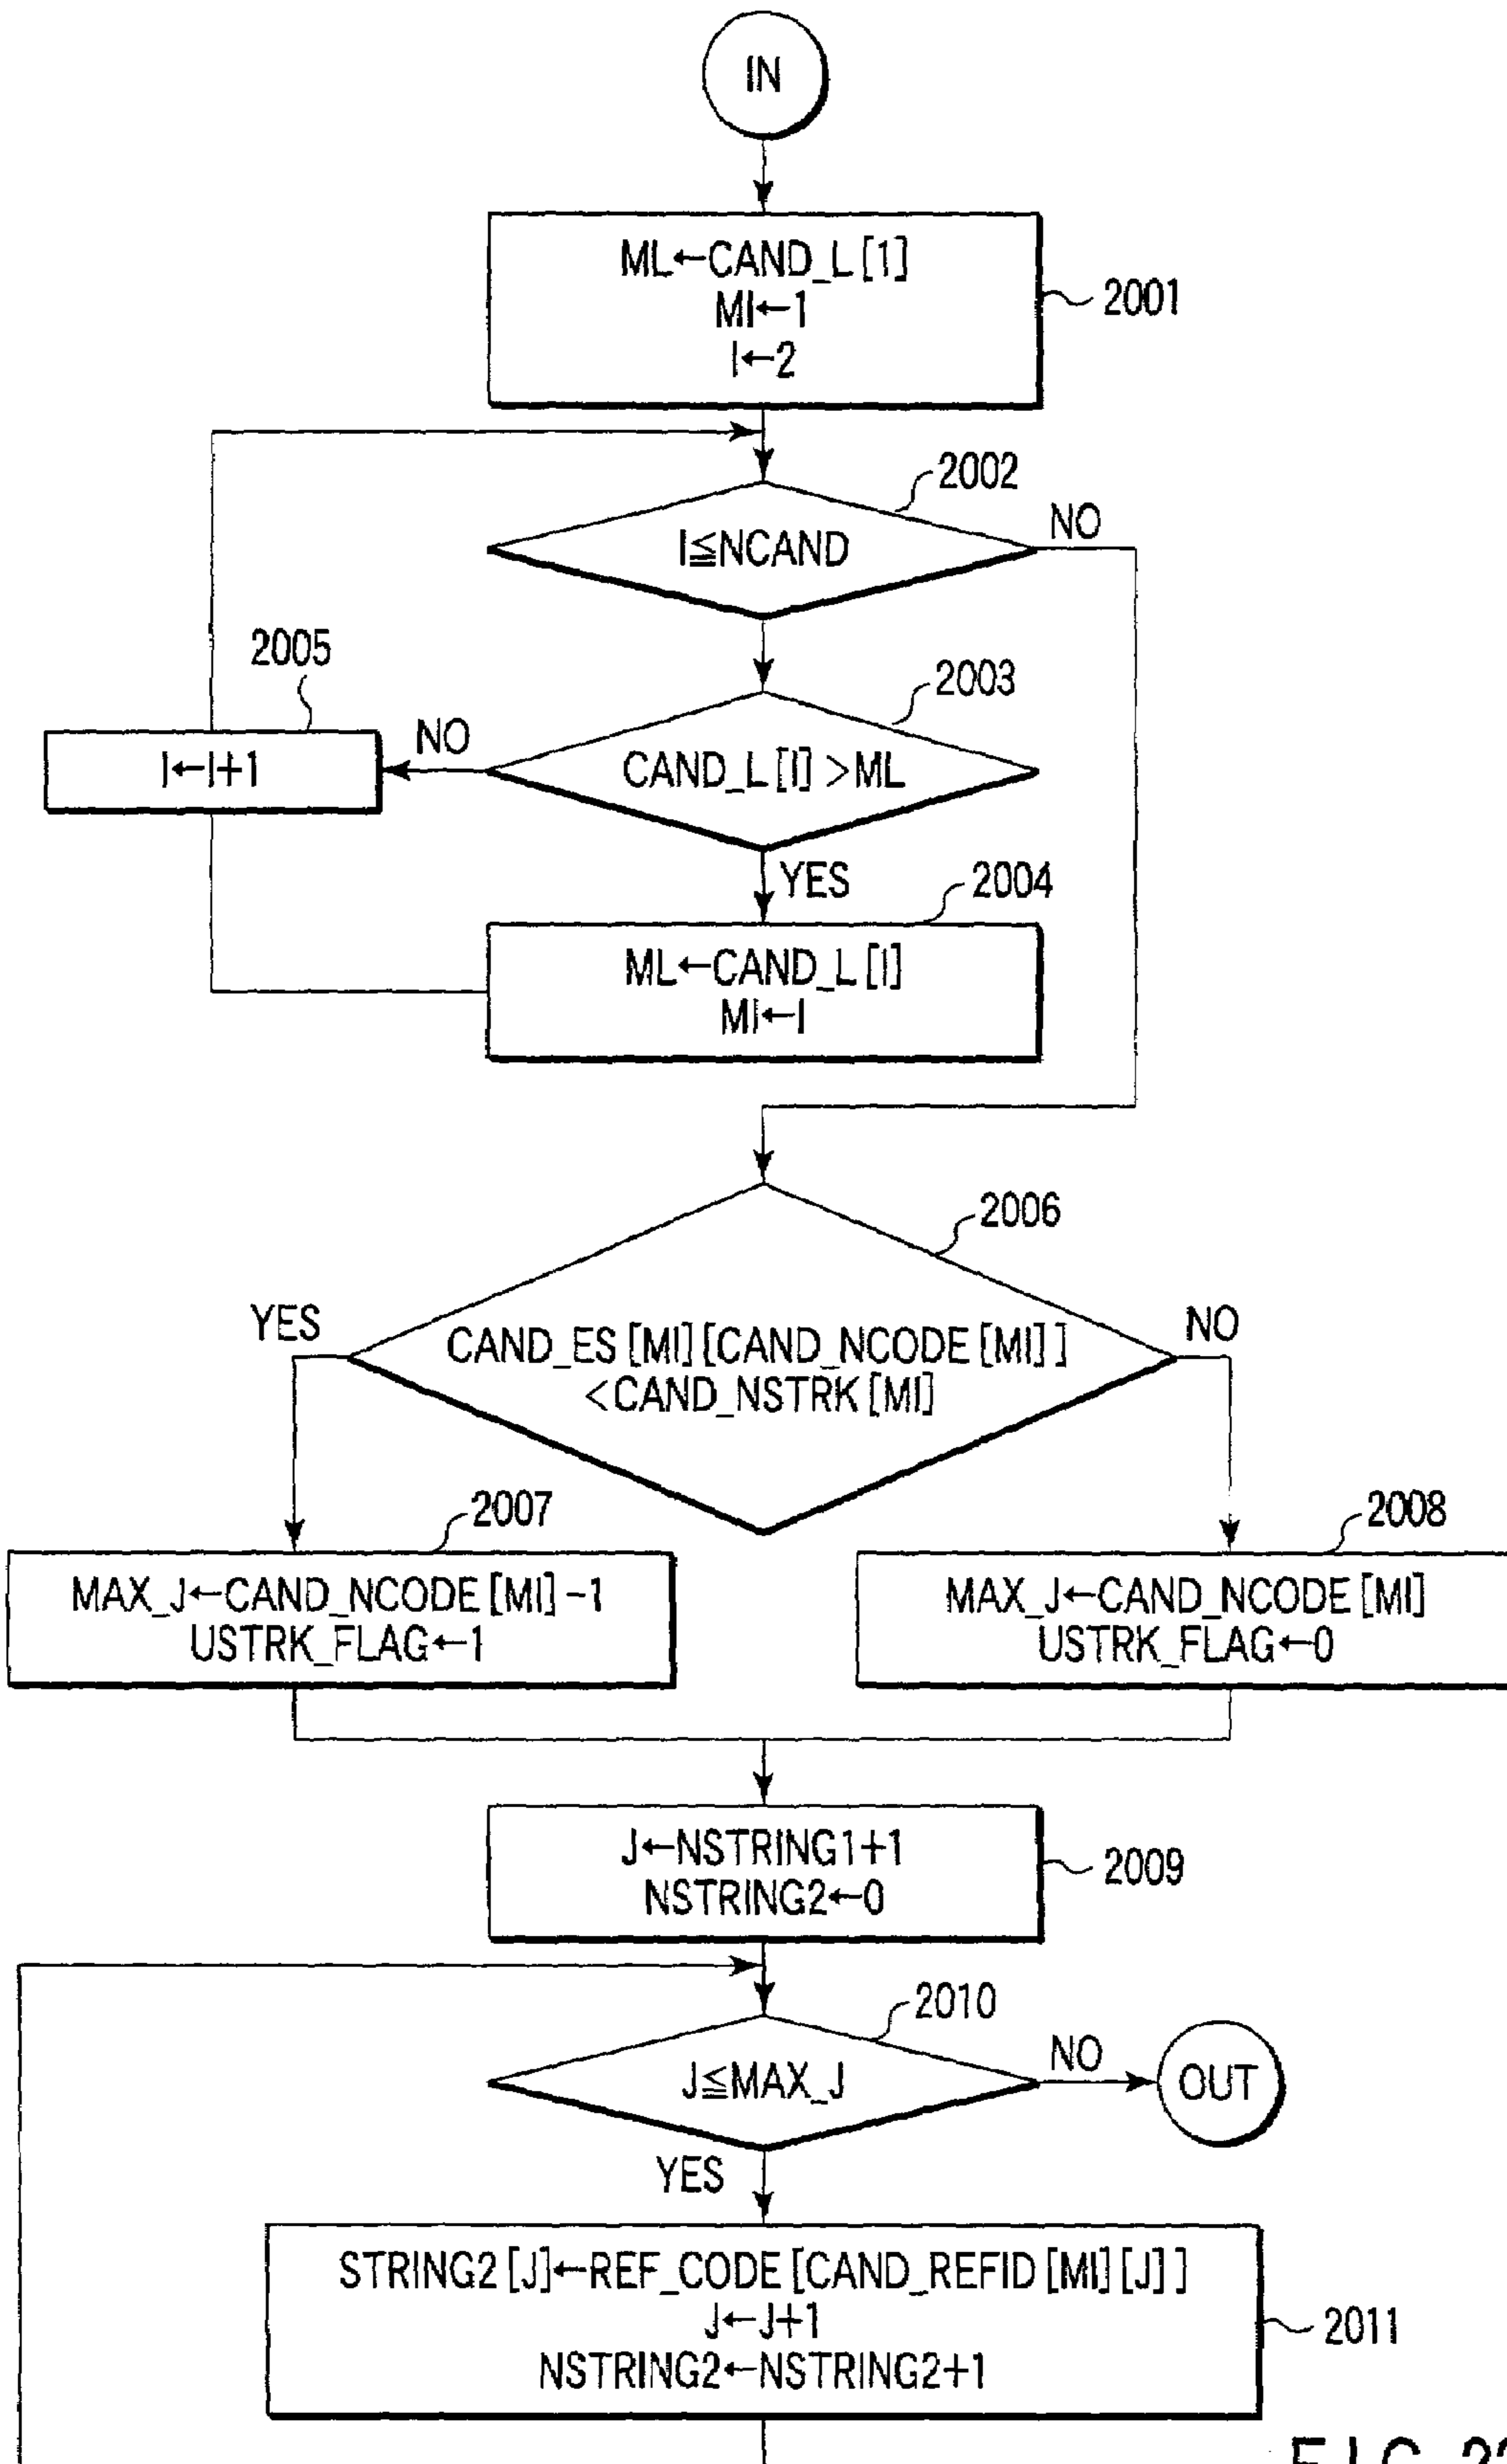 IN
ML←CAND_L[1]
MI←1
I←2
2001
2002
I≦NCAND
NO
2005
2003
I←I+1
NO
CAND_L[I]>ML
YES
2004
ML←CAND_L[I]
MI←I
2006
YES
CAND_ES[MI][CAND_NCODE[MI]]
<CAND_NSTRK[MI]
NO
2007
2008
MAX_J←CAND_NCODE[MI]-1
USTRK_FLAG←1
MAX_J←CAND_NCODE[MI]
USTRK_FLAG←0
J←NSTRING1+1
NSTRING2←0
2009
2010
J≦MAX_J
NO
OUT
YES
STRING2[J]←REF_CODE[CAND_REFID[MI][J]]
J←J+1
NSTRING2←NSTRING2+1
2011
FIG.